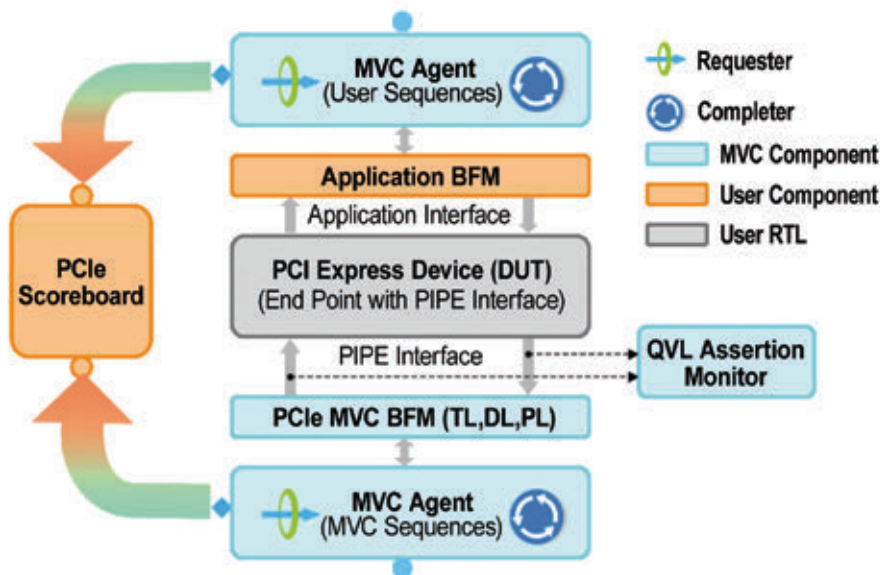 MVC Agent
(User Sequences)
Requester
Completer
MVC Component
User Component
User RTL
Application BFM
Application Interface
PCIe
Scoreboard
PCI Express Device (DUT)
(End Point with PIPE Interface)
PIPE Interface
QVL Assertion
Monitor
PCIe MVC BFM (TL,DL,PL)
MVC Agent
(MVC Sequences)